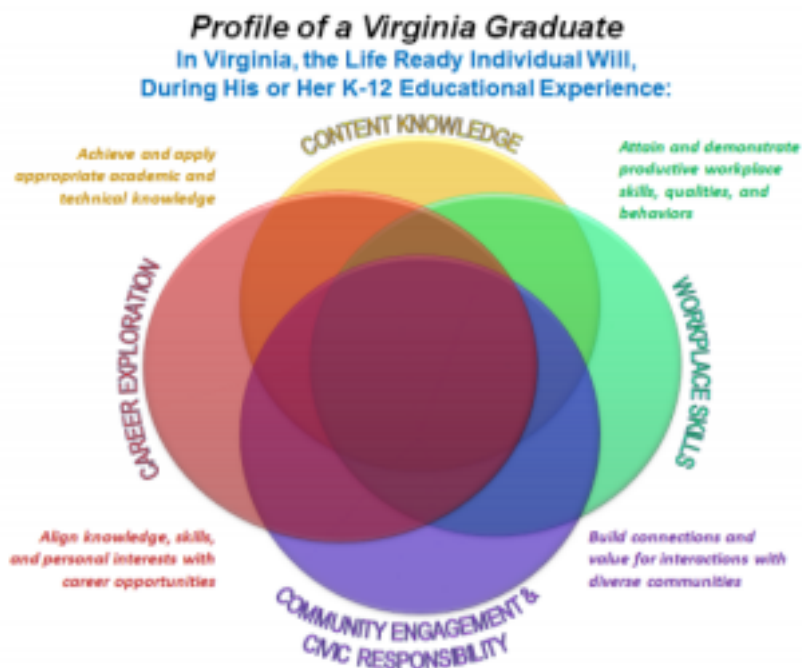 Profile of a Virginia Graduate
In Virginia, the Life Ready Individual Will,
During His or Her K-12 Educational Experience:
CONTENT KNOWLEDGE
Achieve and apply
appropriate academic and
technical knowledge
Attain and demonstrate
productive workplace
skills, qualities, and
behaviors
CAREER EXPLORATION
WORKPLACE SKILLS
Align knowledge, skills,
and personal interests with
career opportunities
Build connections and
value for interactions with
diverse communities
COMMUNITY ENGAGEMENT &
CIVIC RESPONSIBILITY